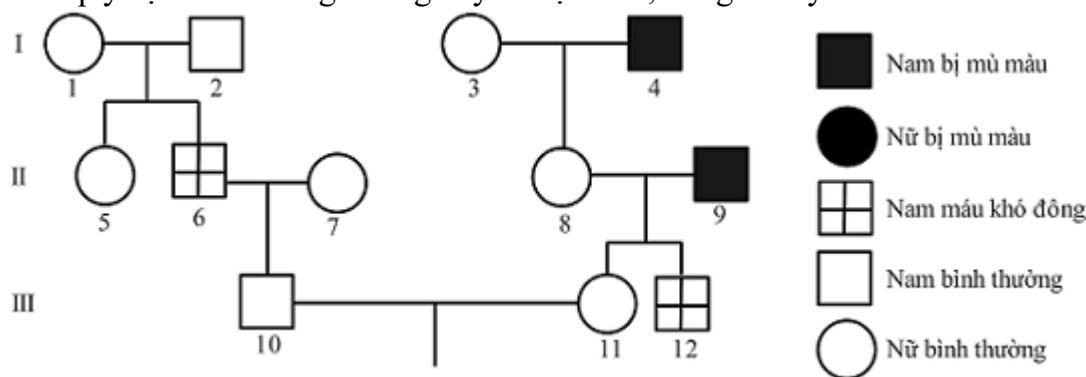 I
1
2
3
4
Nam bị mù màu
Nữ bị mù màu
II
5
6
7
8
9
Nam máu khó đông
III
10
11
12
Nam bình thường
Nữ bình thường